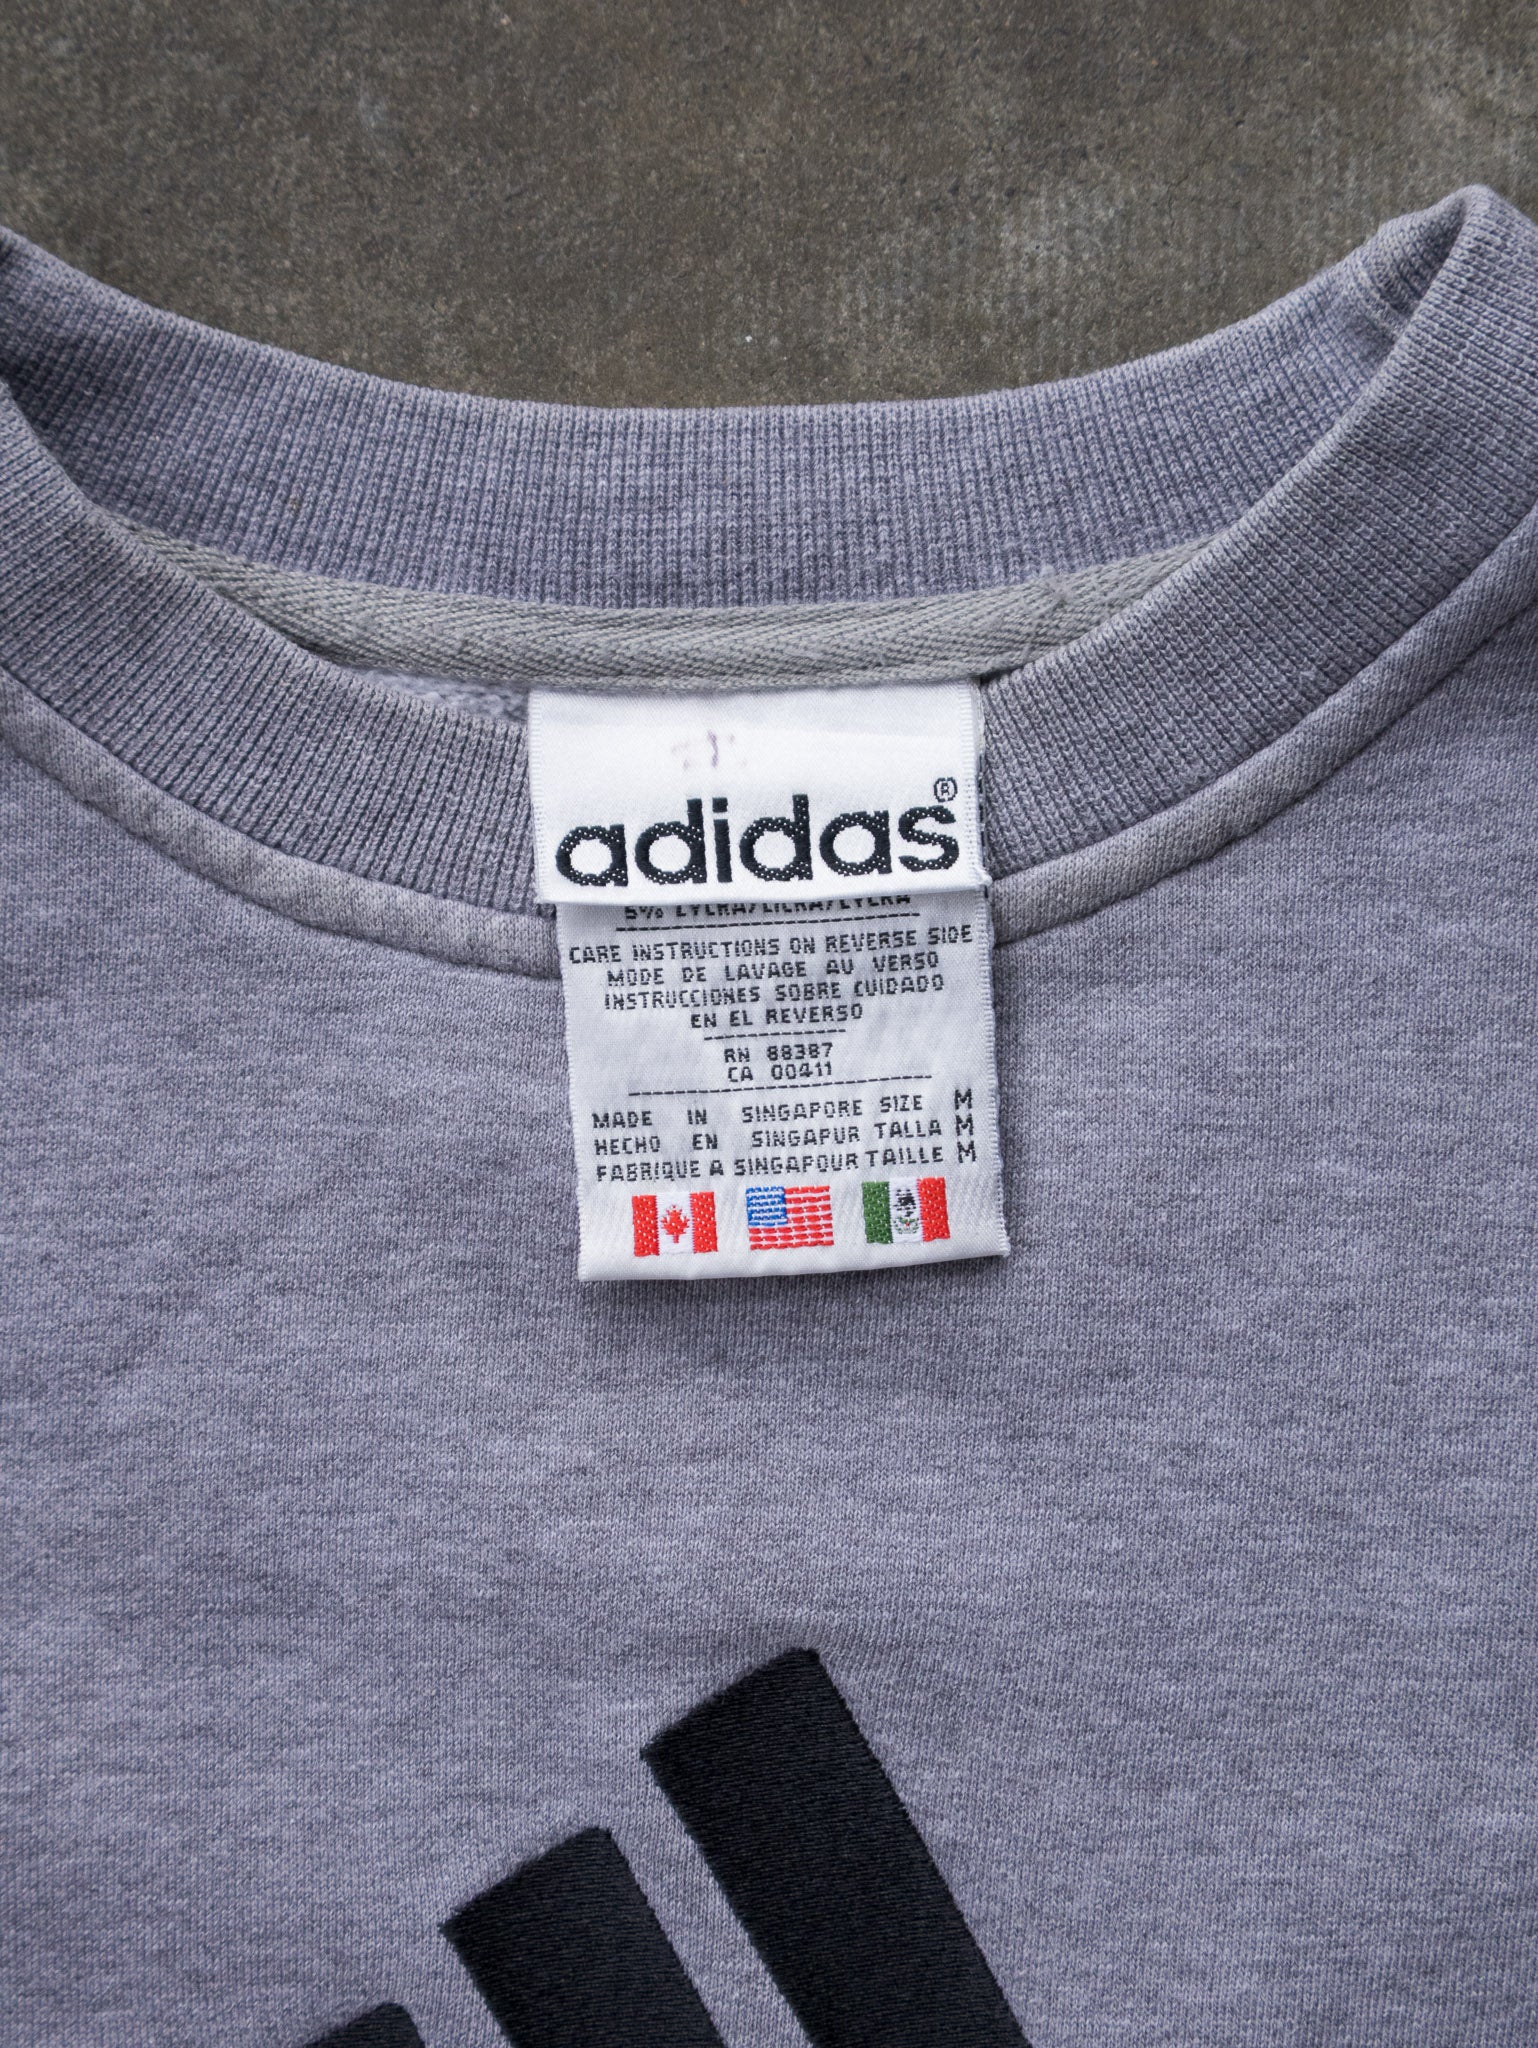 adidas®
5% LYCRA/LICRA/LYCRA
CARE INSTRUCTIONS ON REVERSE SIDE
MODE DE LAVAGE AU VERSO
INSTRUCCIONES SOBRE CUIDADO
EN EL REVERSO
RN 88387
CA 00411
MADE IN SINGAPORE SIZE M
HECHO EN SINGAPUR TALLA M
FABRIQUE A SINGAPOUR TAILLE M